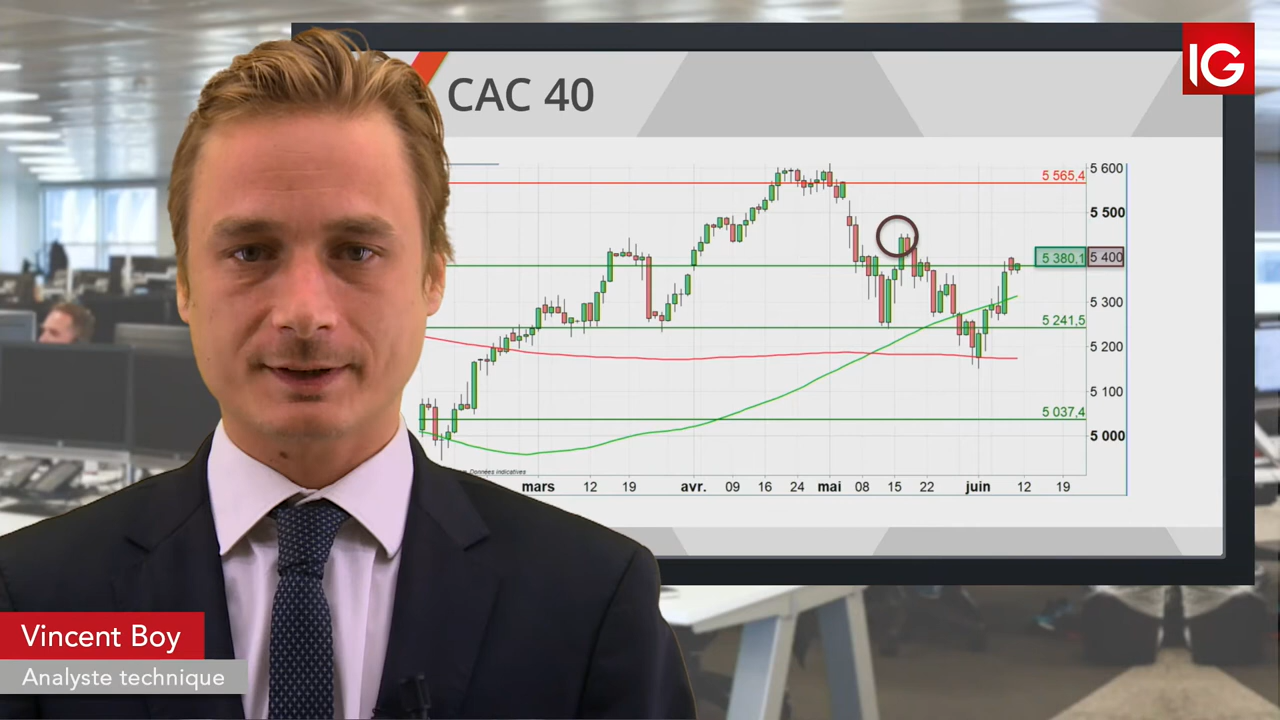 IG
CAC 40
5 600
5 565,4
5 500
5 380,1
5 400
5 300
5 241,5
5 200
5 100
5 037,4
5 000
Données indicatives
mars 12 19 avr. 09 16 24 mai 08 15 22 juin 12 19
Vincent Boy
Analyste technique